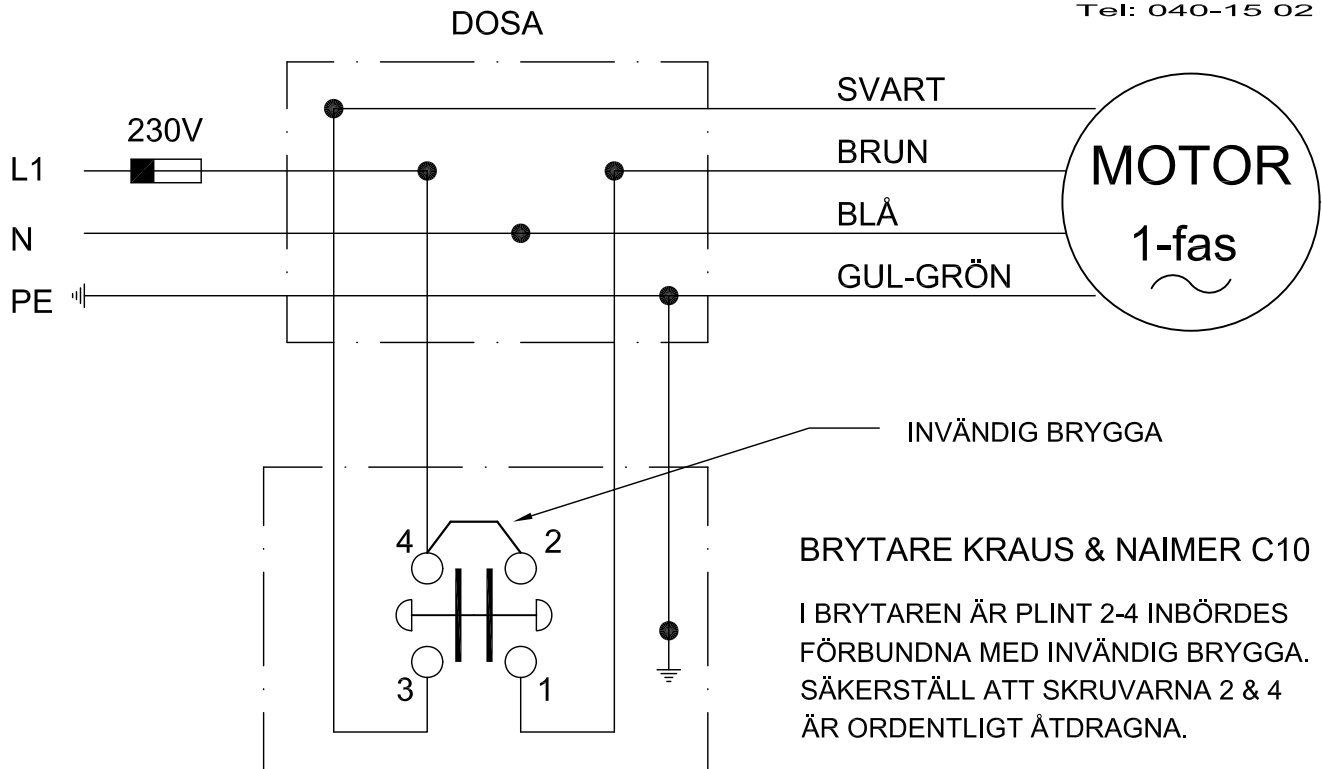 Tel: 040-15 02
DOSA
230V
SVART
L1
BRUN
MOTOR
N
BLÅ
1-fas
PE
GUL-GRÖN
INVÄNDIG BRYGGA
4
2
3
1
BRYTARE KRAUS & NAIMER C10
I BRYTAREN ÄR PLINT 2-4 INBÖRDES
FÖRBUNDNA MED INVÄNDIG BRYGGA.
SÄKERSTÄLL ATT SKRUVARNA 2 & 4
ÄR ORDENTLIGT ÅTDRAGNA.